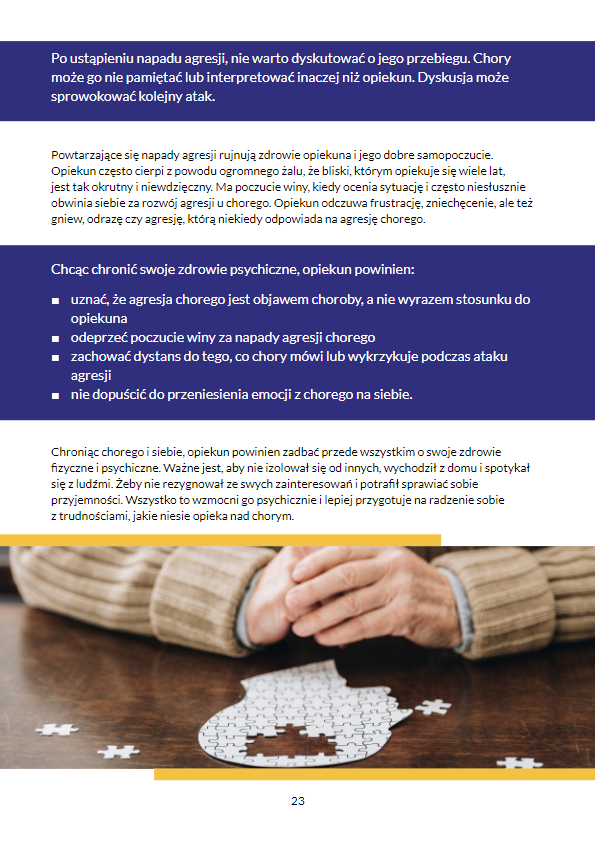 Po ustąpieniu napadu agresji, nie warto dyskutować o jego przebiegu. Chory
może go nie pamiętać lub interpretować inaczej niż opiekun. Dyskusja może
sprowokować kolejny atak.
Powtarzające się napady agresji rujnują zdrowie opiekuna i jego dobre samopoczucie.
Opiekun często cierpi z powodu ogromnego żalu, że bliski, którym opiekuje się wiele lat,
jest tak okrutny i niewdzięczny. Ma poczucie winy, kiedy ocenia sytuację i często niesłusznie
obwinia siebie za rozwój agresji u chorego. Opiekun odczuwa frustrację, zniechęcenie, ale też
gniew, odrazę czy agresję, którą niekiedy odpowiada na agresję chorego.
Chcąc chronić swoje zdrowie psychiczne, opiekun powinien:
■ uznać, że agresja chorego jest objawem choroby, a nie wyrazem stosunku do
opiekuna
■ odeprzeć poczucie winy za napady agresji chorego
■ zachować dystans do tego, co chory mówi lub wykrzykuje podczas ataku
agresji
■ nie dopuścić do przeniesienia emocji z chorego na siebie.
Chroniąc chorego i siebie, opiekun powinien zadbać przede wszystkim o swoje zdrowie
fizyczne i psychiczne. Ważne jest, aby nie izolował się od innych, wychodził z domu i spotykał
się z ludźmi. Żeby nie rezygnował ze swych zainteresowań i potrafił sprawiać sobie
przyjemności. Wszystko to wzmocni go psychicznie i lepiej przygotuje na radzenie sobie
z trudnościami, jakie niesie opieka nad chorym.
23